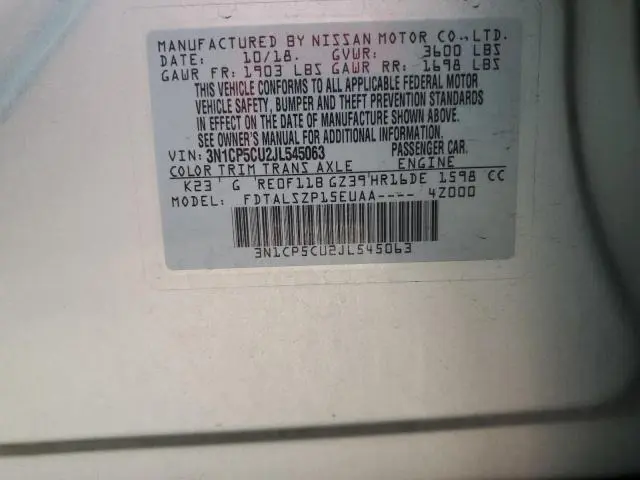 MANUFACTURED BY NISSAN MOTOR CO.,LTD.
DATE: 10/18. GVWR: 3600 LBS
GAWR FR: 1903 LBS GAWR RR: 1698 LBS
THIS VEHICLE CONFORMS TO ALL APPLICABLE FEDERAL MOTOR
VEHICLE SAFETY, BUMPER AND THEFT PREVENTION STANDARDS
IN EFFECT ON THE DATE OF MANUFACTURE SHOWN ABOVE.
SEE OWNER'S MANUAL FOR ADDITIONAL INFORMATION.
VIN: 3N1CP5CU2JL545063 PASSENGER CAR.
COLOR TRIM TRANS AXLE ENGINE
K23 G RE0F11B GZ39 HR16DE 1598 CC
MODEL: FDTALSZP15EUAA---- 4Z000
3N1CP5CU2JL545063